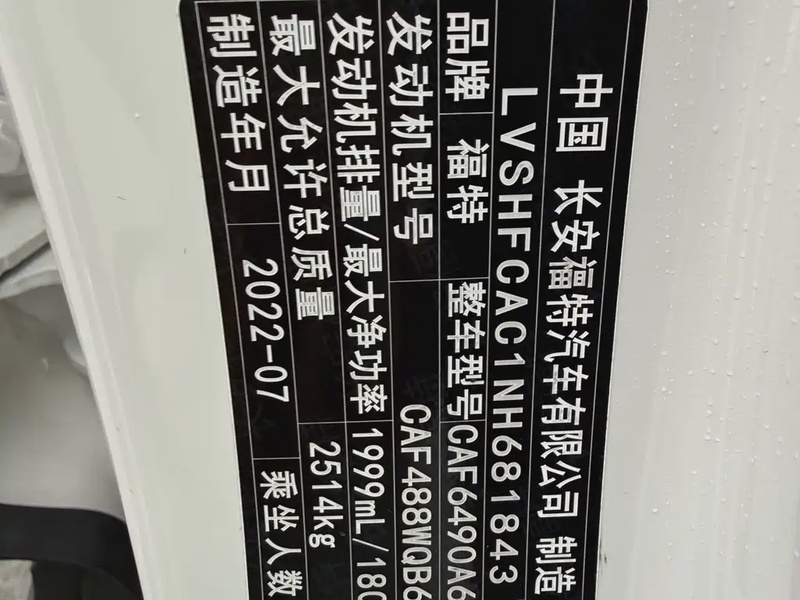 中国 长安福特汽车有限公司 制造
LVSHFCAC1NH681843
品牌 福特 整车型号 CAF6490A6
发动机型号 CAF488WQB6
发动机排量/最大净功率 1999mL/180
最大允许总质量 2514kg
制造年月 2022-07 乘坐人数